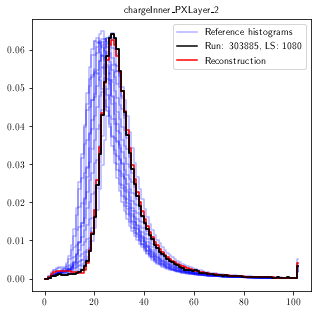 chargeInner_PXLayer_2
Reference histograms
Run: 303885, LS: 1080
Reconstruction
0.06
0.05
0.04
0.03
0.02
0.01
0.00
0 20 40 60 80 100